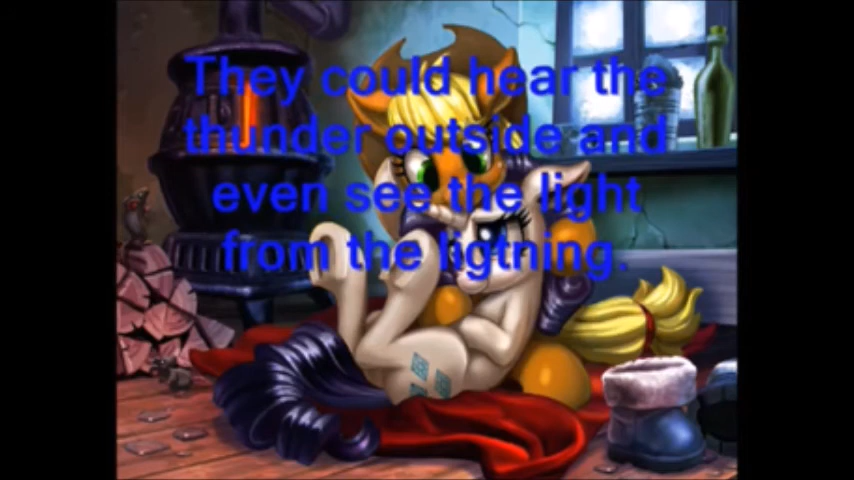 They could hear the
thunder outside and
even see the light
from the ligtning.